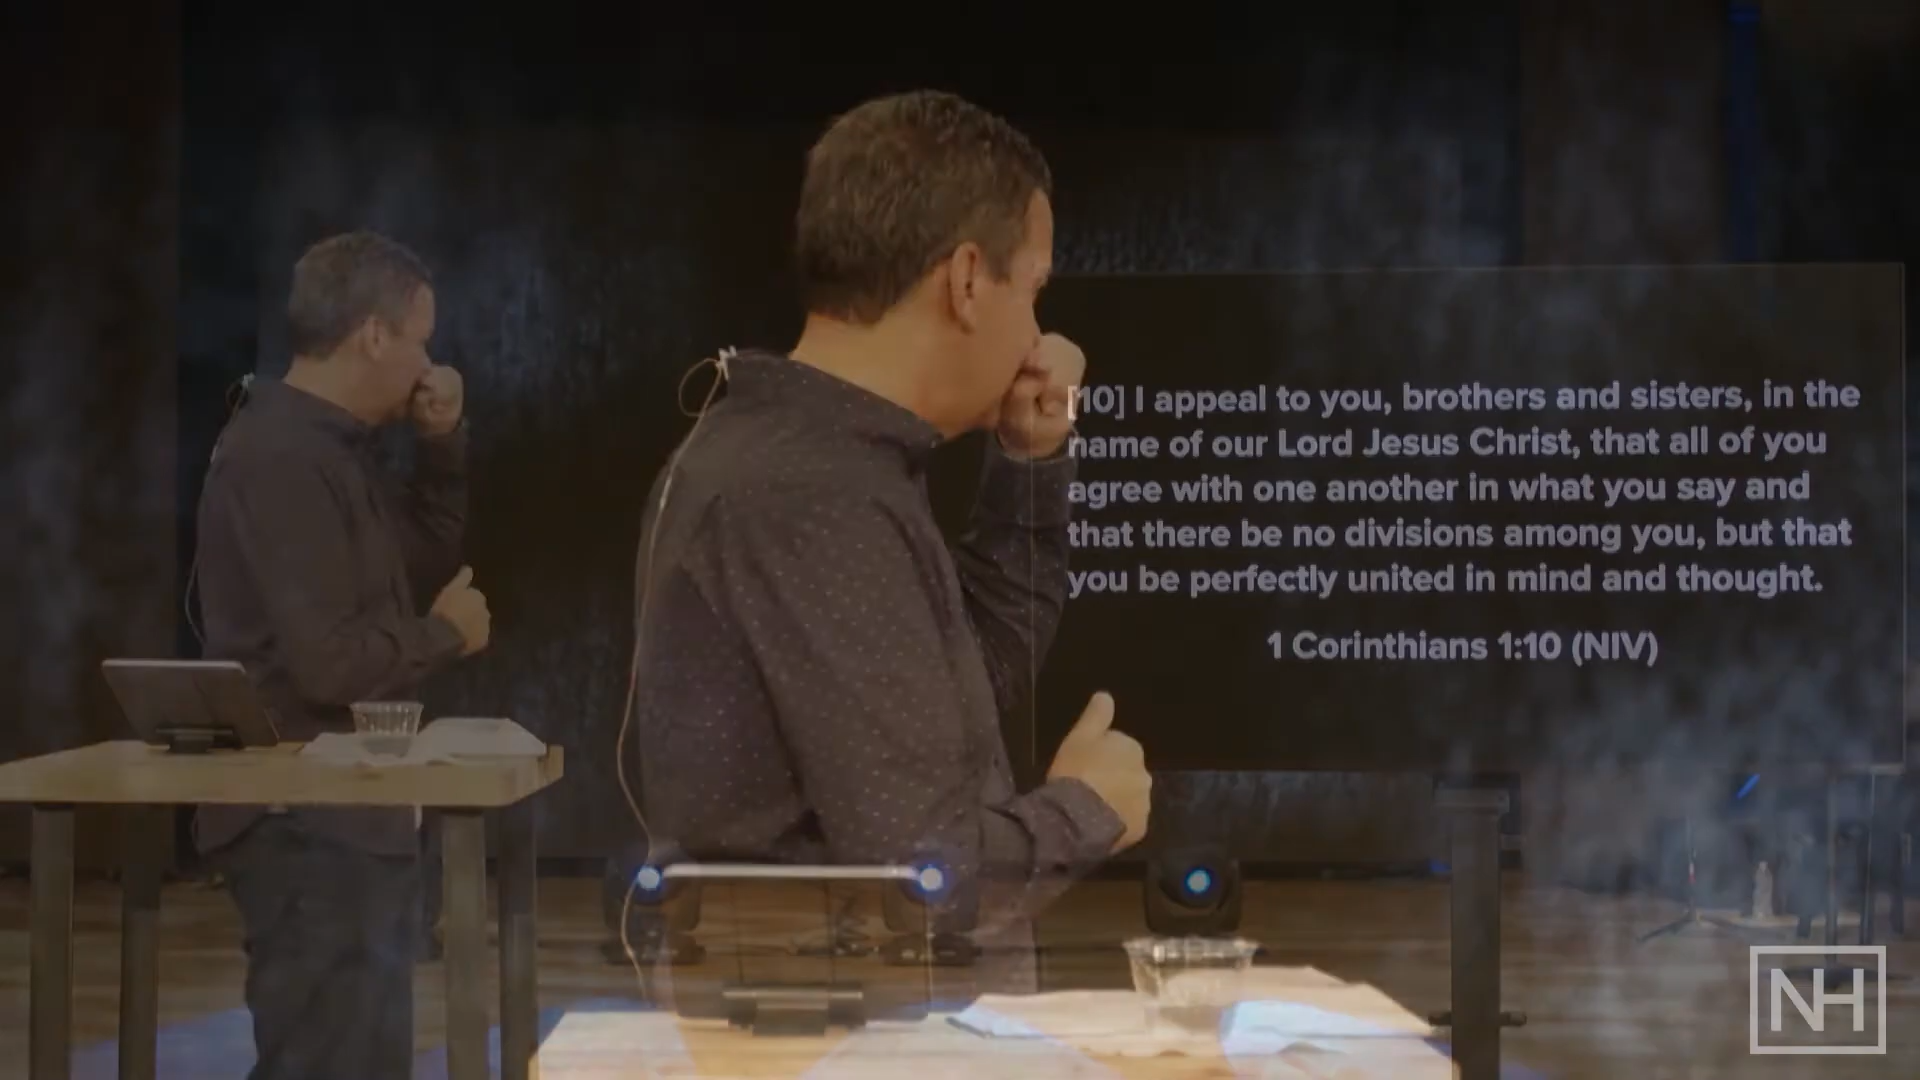 [10] I appeal to you, brothers and sisters, in the
name of our Lord Jesus Christ, that all of you
agree with one another in what you say and
that there be no divisions among you, but that
you be perfectly united in mind and thought.
1 Corinthians 1:10 (NIV)
NH